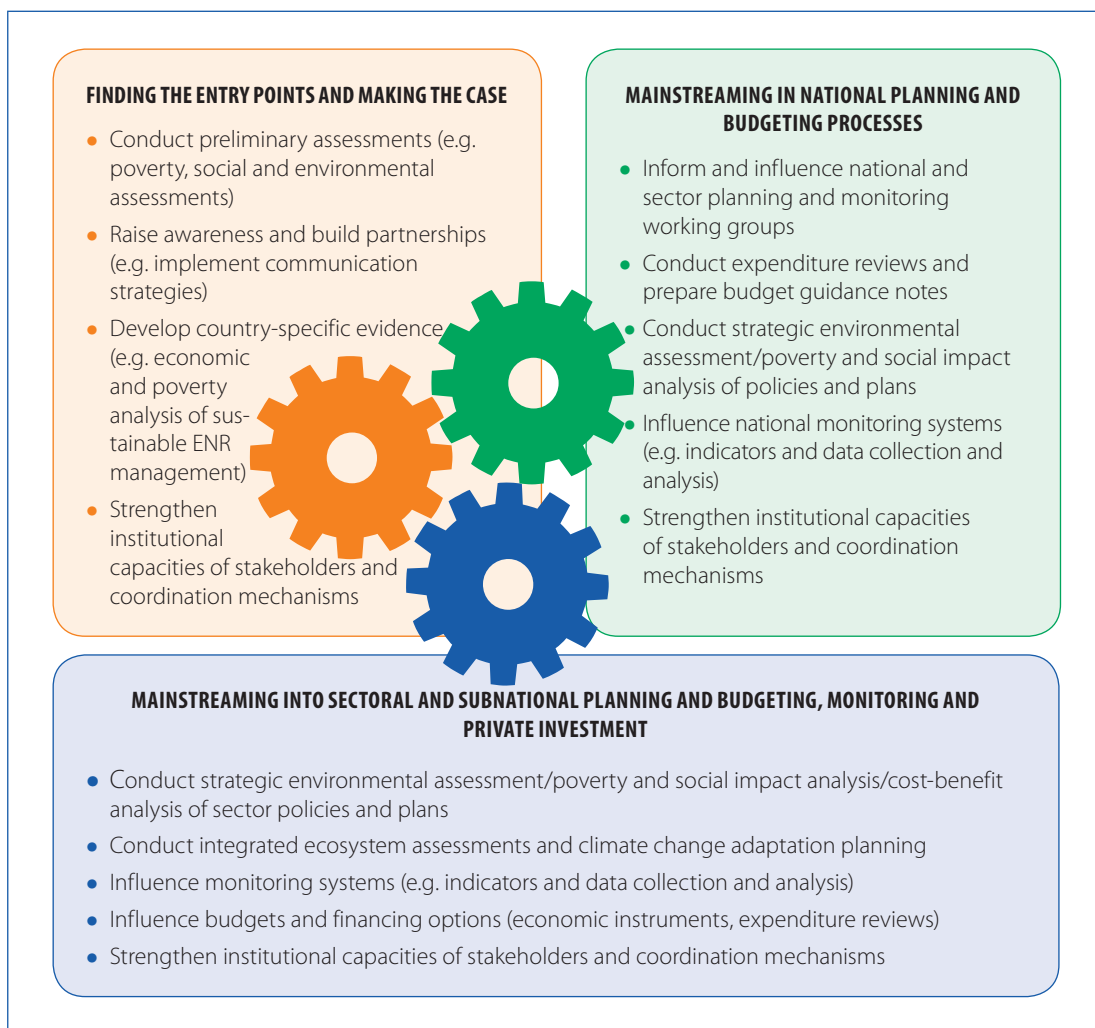 FINDING THE ENTRY POINTS AND MAKING THE CASE
• Conduct preliminary assessments (e.g.
poverty, social and environmental
assessments)
• Raise awareness and build partnerships
(e.g. implement communication
strategies)
• Develop country-specific evidence
(e.g. economic
and poverty
analysis of sus-
tainable ENR
management)
• Strengthen
institutional
capacities of stakeholders and
coordination mechanisms
MAINSTREAMING IN NATIONAL PLANNING AND
BUDGETING PROCESSES
• Inform and influence national and
sector planning and monitoring
working groups
• Conduct expenditure reviews and
prepare budget guidance notes
• Conduct strategic environmental
assessment/poverty and social impact
analysis of policies and plans
• Influence national monitoring systems
(e.g. indicators and data collection and
analysis)
• Strengthen institutional capacities
of stakeholders and coordination
mechanisms
MAINSTREAMING INTO SECTORAL AND SUBNATIONAL PLANNING AND BUDGETING, MONITORING AND
PRIVATE INVESTMENT
• Conduct strategic environmental assessment/poverty and social impact analysis/cost-benefit
analysis of sector policies and plans
• Conduct integrated ecosystem assessments and climate change adaptation planning
• Influence monitoring systems (e.g. indicators and data collection and analysis)
• Influence budgets and financing options (economic instruments, expenditure reviews)
• Strengthen institutional capacities of stakeholders and coordination mechanisms